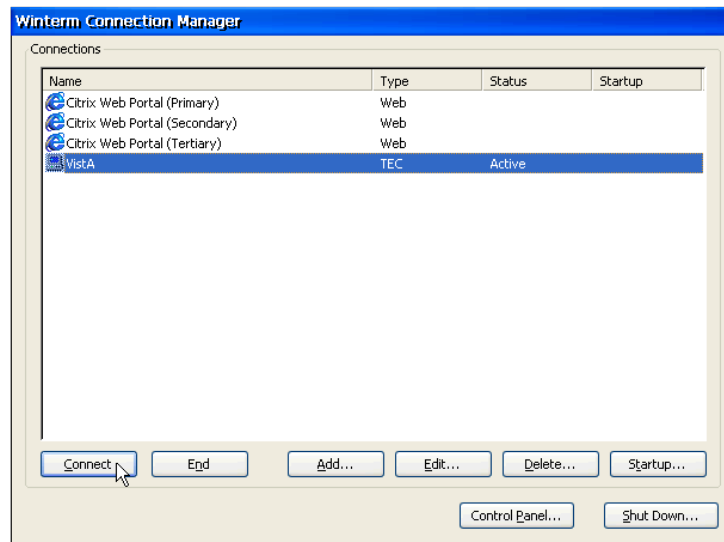 Winterm Connection Manager
Connections
Name Type Status Startup
Citrix Web Portal (Primary) Web
Citrix Web Portal (Secondary) Web
Citrix Web Portal (Tertiary) Web
VistA TEC Active
Connect End Add... Edit... Delete... Startup...
Control Panel... Shut Down...